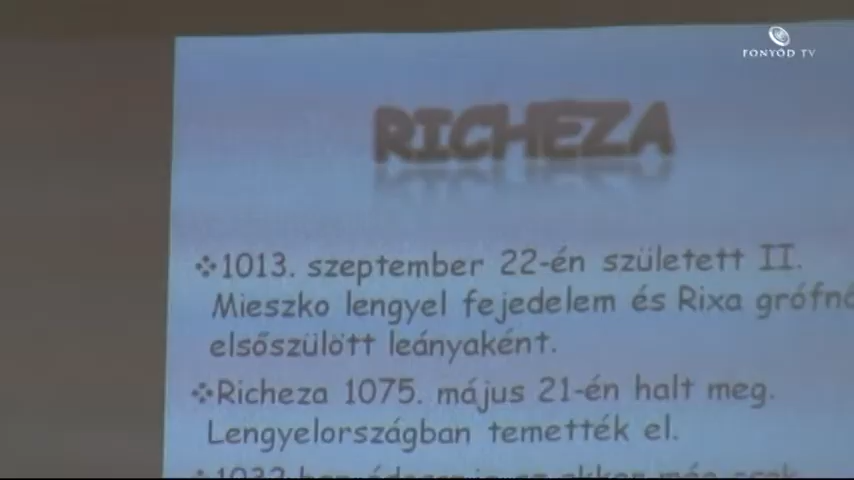 FONYÓD TV
RICHEZA
❖1013. szeptember 22-én született II.
Mieszko lengyel fejedelem és Rixa grófnő
elsőszülött leányaként.
❖Richeza 1075. május 21-én halt meg.
Lengyelországban temették el.